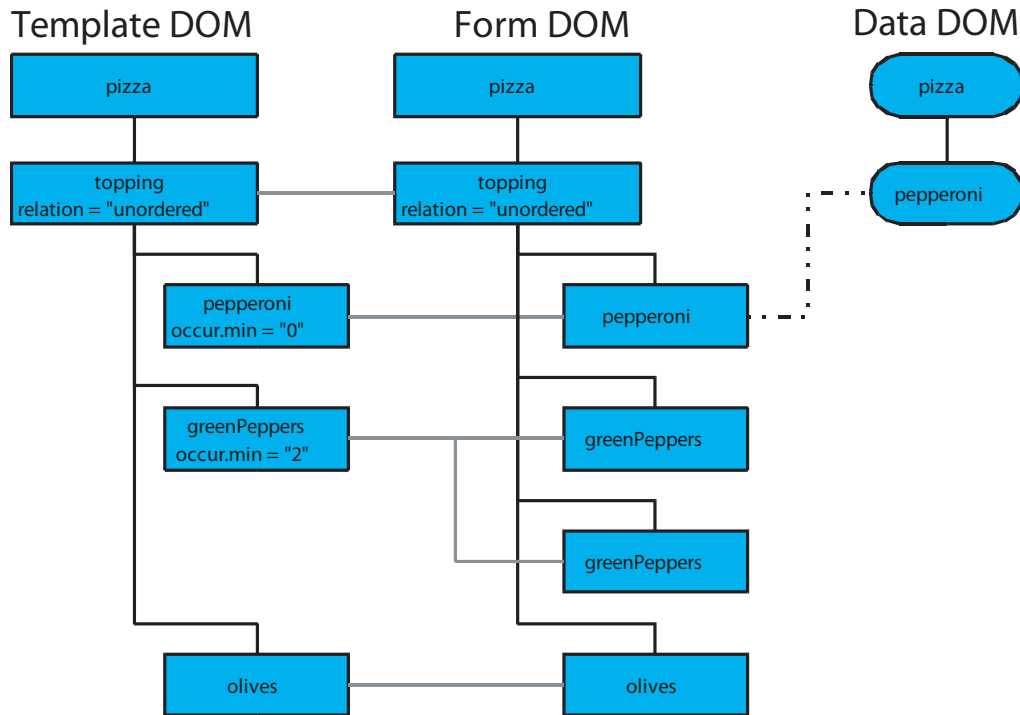 Template DOM
Form DOM
Data DOM
pizza
pizza
pizza
topping
relation = "unordered"
topping
relation = "unordered"
pepperoni
pepperoni
occur.min = "0"
pepperoni
greenPeppers
occur.min = "2"
greenPeppers
greenPeppers
olives
olives